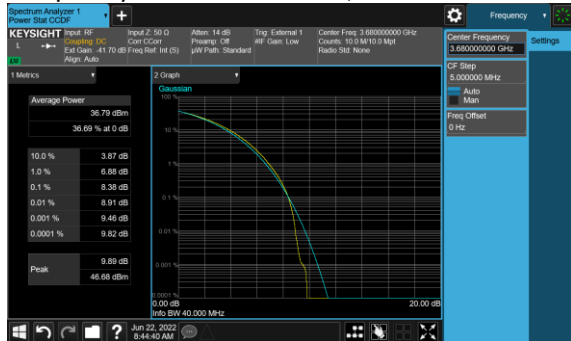 Spectrum Analyzer 1
Power Stat CCDF
Frequency
KEYSIGHT
L
Input: RF
Coupling: DC
Ext Gain: -41.70 dB
Align: Auto
Input Z: 50 Ω
Corr CCorr
Freq Ref: Int (S)
Atten: 14 dB
Preamp: Off
µW Path: Standard
Trig: External 1
#IF Gain: Low
Center Freq: 3.680000000 GHz
Counts: 10.0 M/10.0 Mpt
Radio Std: None
1 Metrics
Average Power
36.79 dBm
36.69 % at 0 dB
10.0 % 3.87 dB
1.0 % 6.88 dB
0.1 % 8.38 dB
0.01 % 8.91 dB
0.001 % 9.46 dB
0.0001 % 9.82 dB
Peak
9.89 dB
46.68 dBm
2 Graph
Gaussian
100 %
10 %
1 %
0.1 %
0.01 %
0.001 %
0.0001 %
0.00 dB
20.00 dB
Info BW 40.000 MHz
Center Frequency
3.680000000 GHz
CF Step
5.000000 MHz
Auto
Man
Freq Offset
0 Hz
Settings
?
Jun 22, 2022
8:44:40 AM